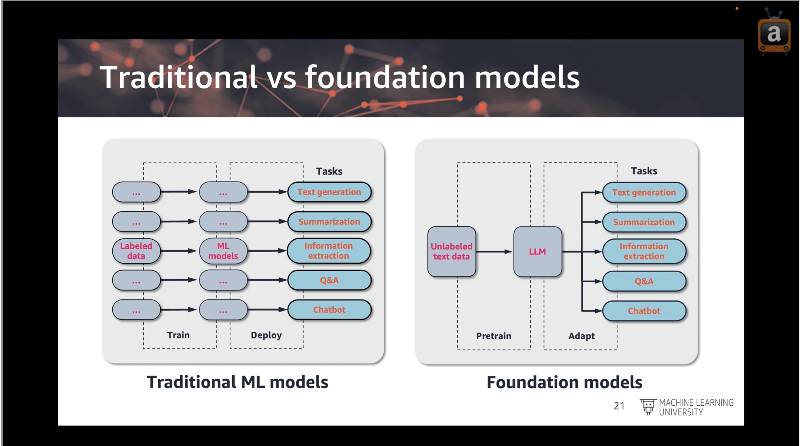 a
Traditional vs foundation models
Tasks
... ... Text generation
... ... Summarization
Labeled
data
ML
models
Information
extraction
... ... Q&A
... ... Chatbot
Train
Deploy
Traditional ML models
Tasks
Unlabeled
text data
LLM
Text generation
Summarization
Information
extraction
Q&A
Chatbot
Pretrain
Adapt
Foundation models
21
MACHINE LEARNING
UNIVERSITY